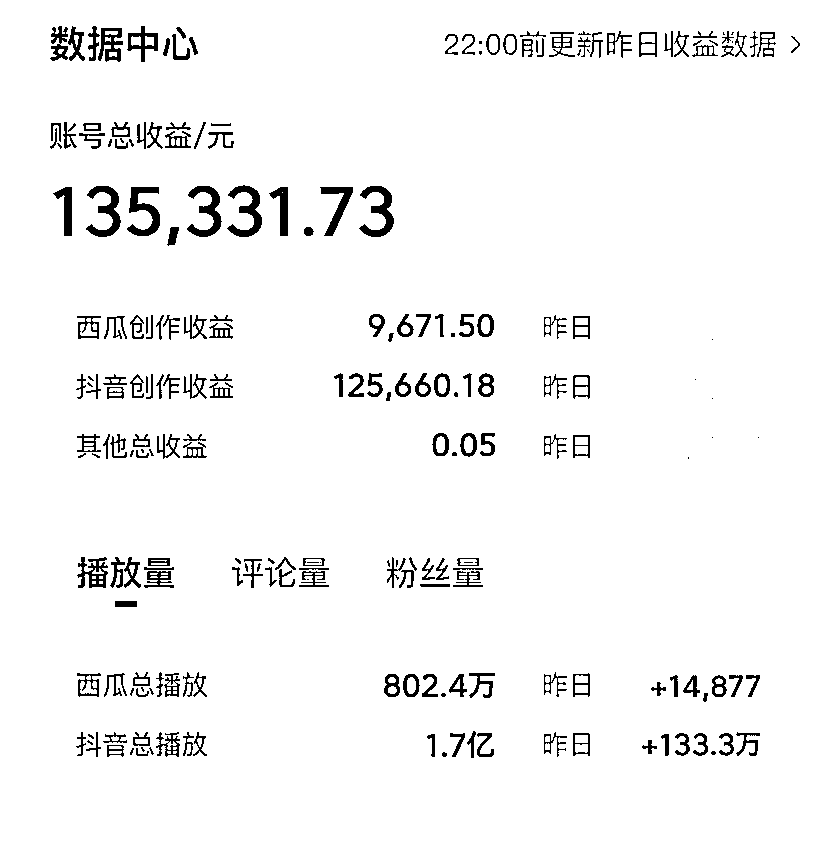 数据中心 22:00前更新昨日收益数据 >
账号总收益/元
135,331.73
西瓜创作收益 9,671.50 昨日
抖音创作收益 125,660.18 昨日
其他总收益 0.05 昨日
播放量 评论量 粉丝量
西瓜总播放 802.4万 昨日 +14,877
抖音总播放 1.7亿 昨日 +133.3万